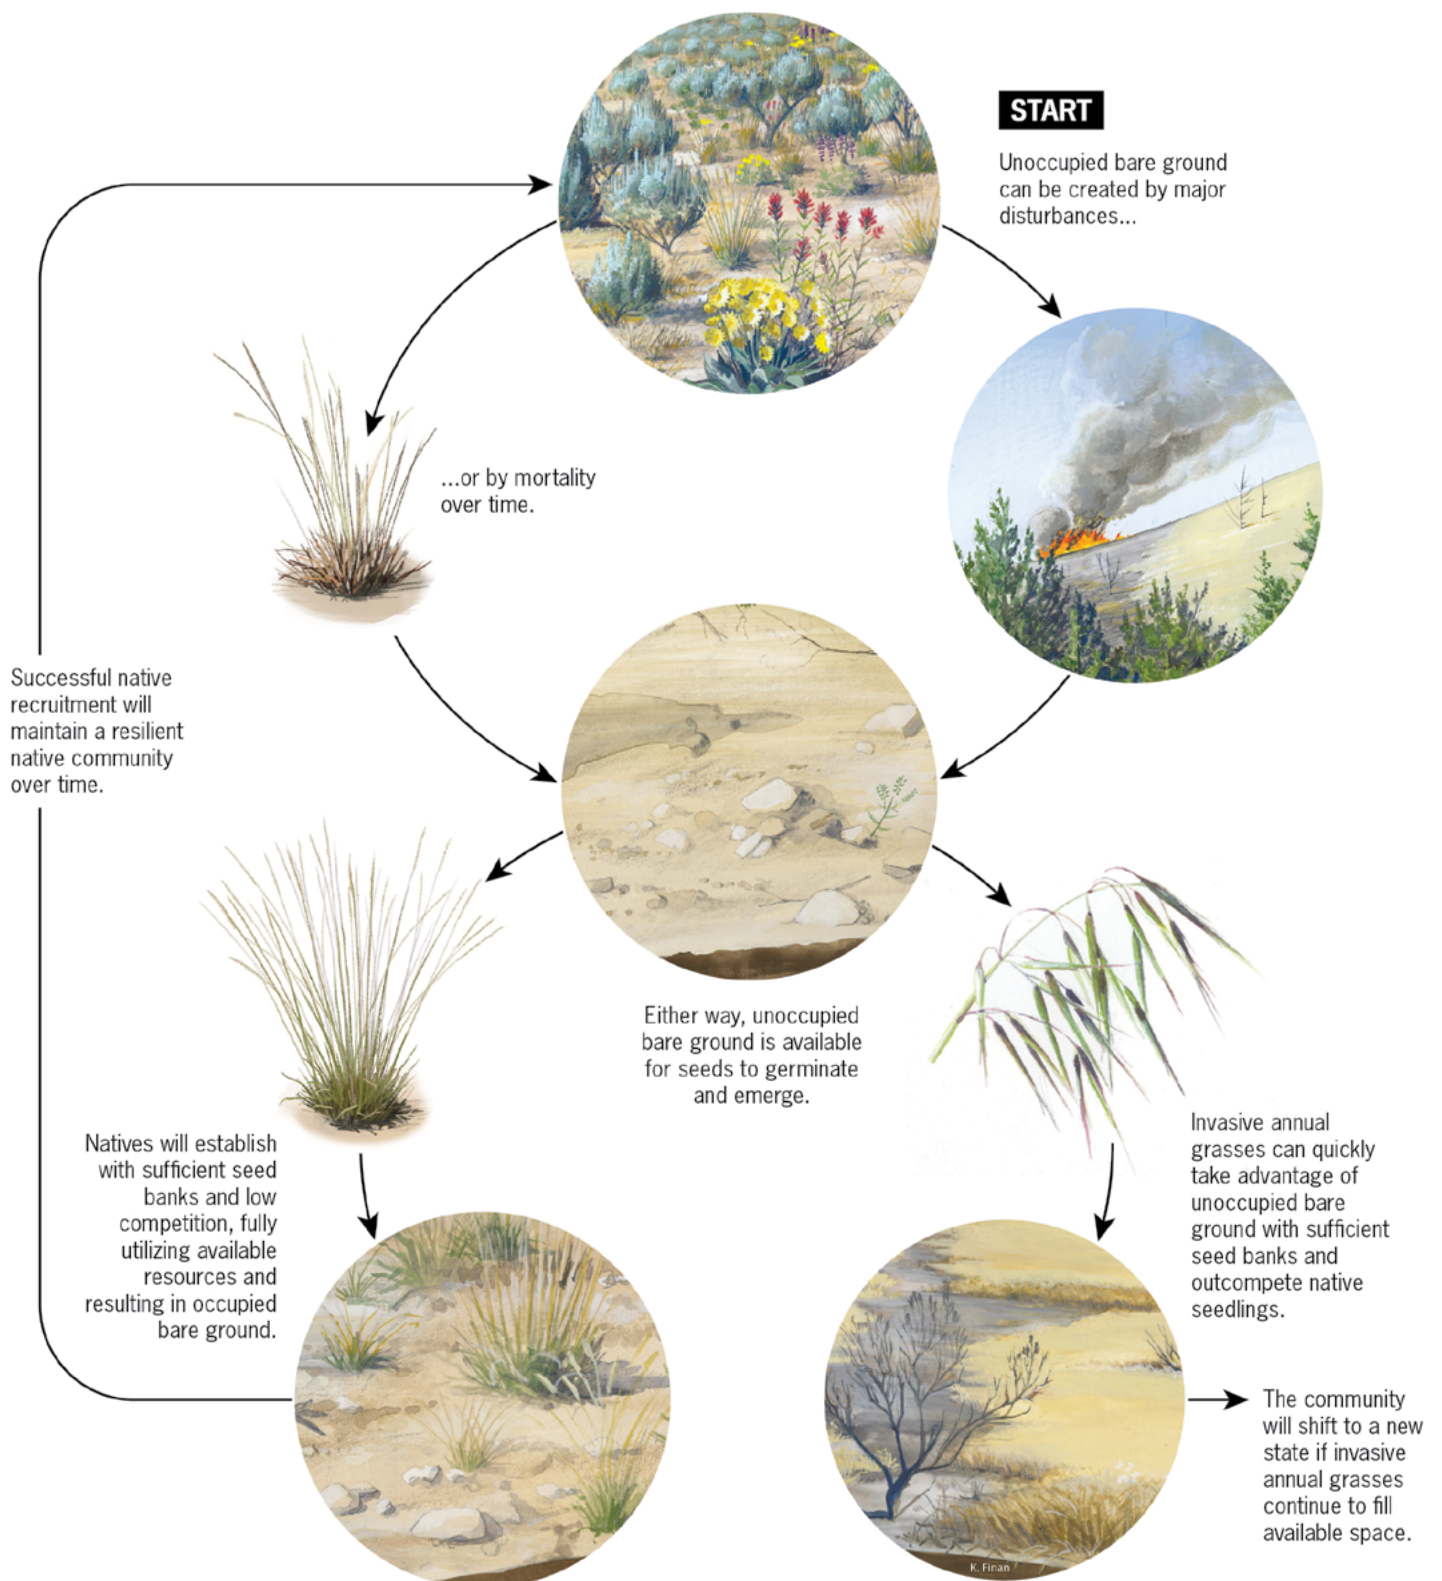 START
Unoccupied bare ground
can be created by major
disturbances...
...or by mortality
over time.
Successful native
recruitment will
maintain a resilient
native community
over time.
Either way, unoccupied
bare ground is available
for seeds to germinate
and emerge.
Natives will establish
with sufficient seed
banks and low
competition, fully
utilizing available
resources and
resulting in occupied
bare ground.
Invasive annual
grasses can quickly
take advantage of
unoccupied bare
ground with sufficient
seed banks and
outcompete native
seedlings.
The community
will shift to a new
state if invasive
annual grasses
continue to fill
available space.
K. Finan